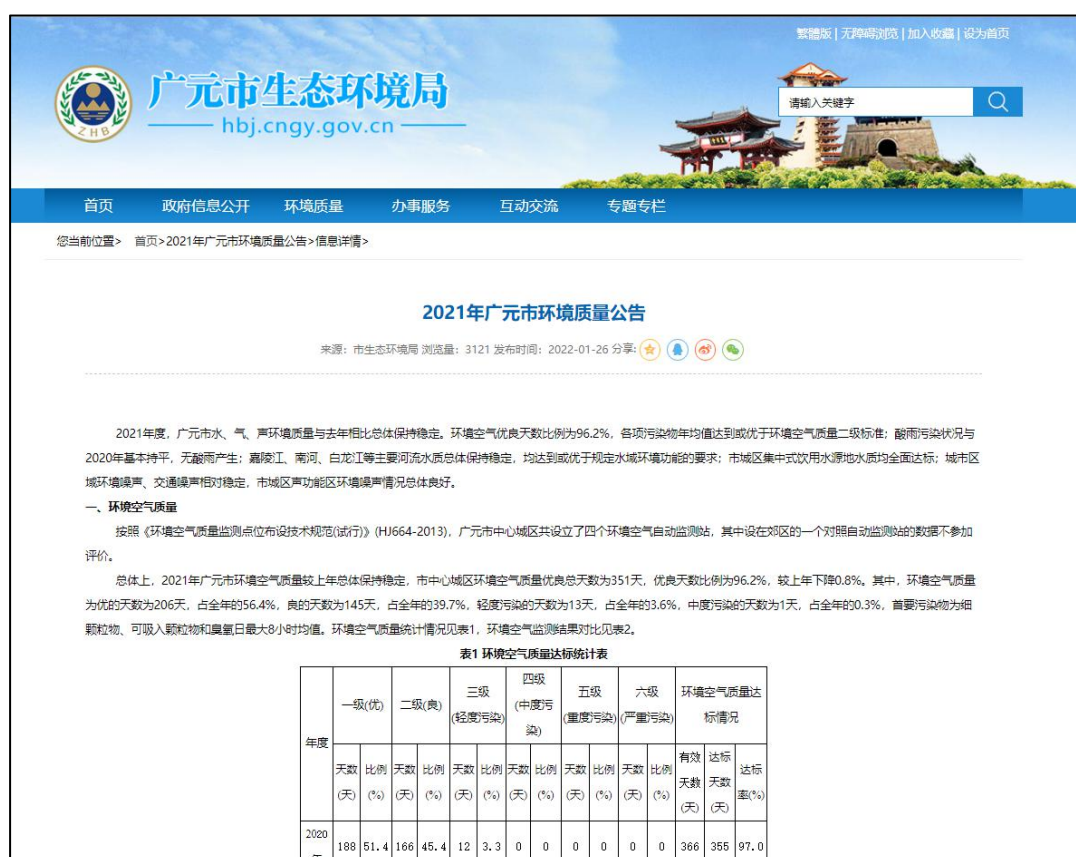 繁體版 | 无障碍浏览 | 加入收藏 | 设为首页
广元市生态环境局
hbj.cngy.gov.cn
ZHB
请输入关键字
首页 政府信息公开 环境质量 办事服务 互动交流 专题专栏
您当前位置> 首页>2021年广元市环境质量公告>信息详情>
2021年广元市环境质量公告
来源：市生态环境局 浏览量：3121 发布时间：2022-01-26 分享:
2021年度，广元市水、气、声环境质量与去年相比总体保持稳定。环境空气优良天数比例为96.2%，各项污染物年均值达到或优于环境空气质量二级标准；酸雨污染状况与
2020年基本持平，无酸雨产生；嘉陵江、南河、白龙江等主要河流水质总体保持稳定，均达到或优于规定水域环境功能的要求；市城区集中式饮用水源地水质均全面达标；城市区
域环境噪声、交通噪声相对稳定，市城区声功能区环境噪声情况总体良好。
一、环境空气质量
按照《环境空气质量监测点位布设技术规范(试行)》(HJ664-2013)，广元市中心城区共设立了四个环境空气自动监测站，其中设在郊区的一个对照自动监测站的数据不参加
评价。
总体上，2021年广元市环境空气质量较上年总体保持稳定，市中心城区环境空气质量优良总天数为351天，优良天数比例为96.2%，较上年下降0.8%。其中，环境空气质量
为优的天数为206天，占全年的56.4%，良的天数为145天，占全年的39.7%，轻度污染的天数为13天，占全年的3.6%，中度污染的天数为1天，占全年的0.3%，首要污染物为细
颗粒物、可吸入颗粒物和臭氧日最大8小时均值。环境空气质量统计情况见表1，环境空气监测结果对比见表2。
表1 环境空气质量达标统计表
年度 一级(优) 二级(良) 三级(轻度污染) 四级(中度污染) 五级(重度污染) 六级(严重污染) 环境空气质量达标情况
天数(天) 比例(%) 天数(天) 比例(%) 天数(天) 比例(%) 天数(天) 比例(%) 天数(天) 比例(%) 天数(天) 比例(%) 有效天数(天) 达标天数(天) 达标率(%)
2020年 188 51.4 166 45.4 12 3.3 0 0 0 0 0 0 366 355 97.0